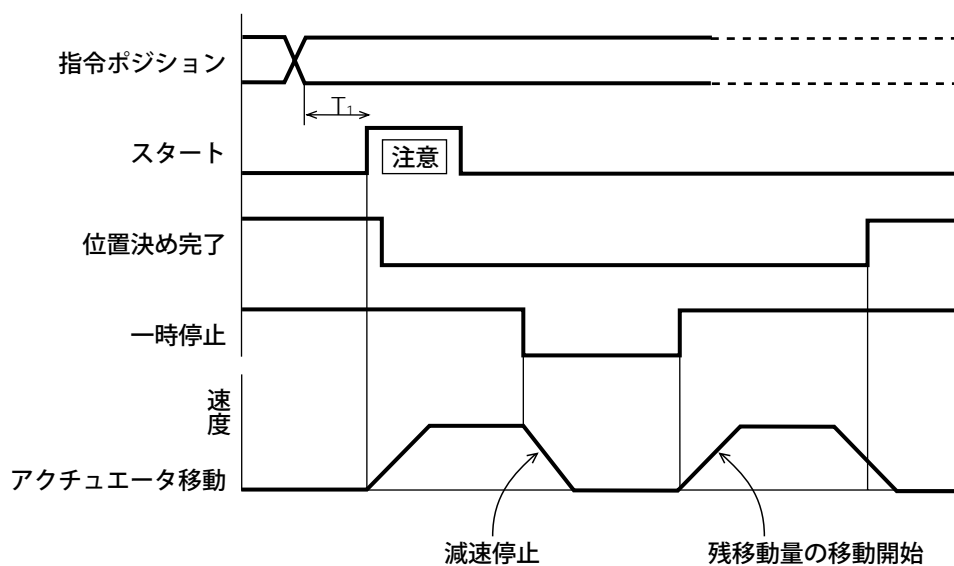 指令ポジション
T₁
スタート
注意
位置決め完了
一時停止
速度
アクチュエータ移動
減速停止
残移動量の移動開始